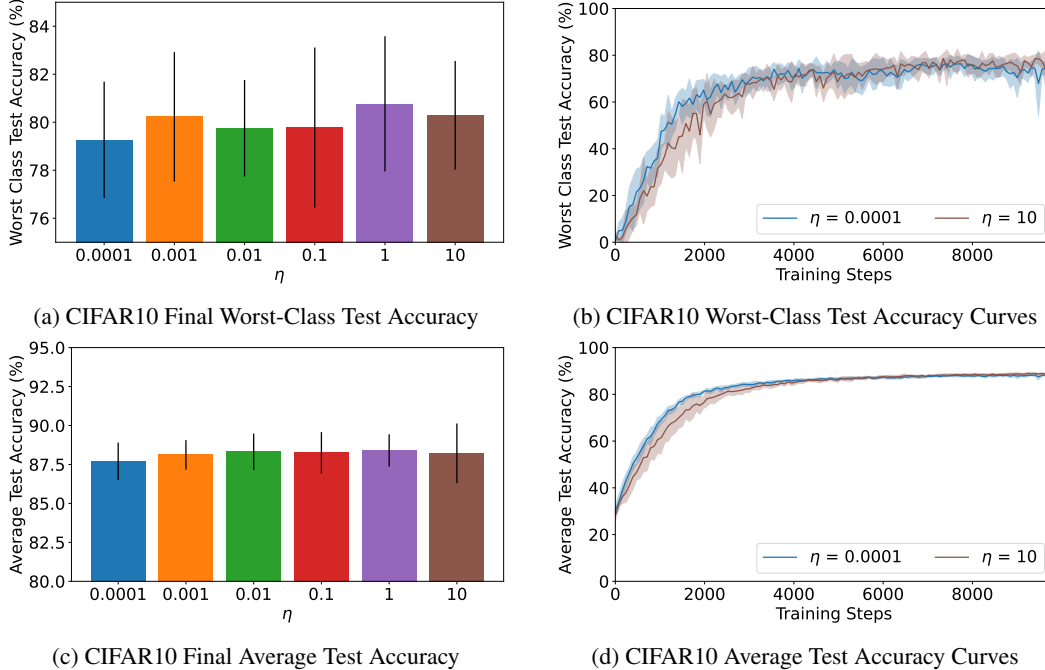 Worst Class Test Accuracy (%)
84
82
80
78
76
0.0001 0.001 0.01 0.1 1 10
η
(a) CIFAR10 Final Worst-Class Test Accuracy
Worst Class Test Accuracy (%)
100
80
60
40
20
0
η = 0.0001 η = 10
0 2000 4000 6000 8000
Training Steps
(b) CIFAR10 Worst-Class Test Accuracy Curves
Average Test Accuracy (%)
95.0
92.5
90.0
87.5
85.0
82.5
80.0
0.0001 0.001 0.01 0.1 1 10
η
(c) CIFAR10 Final Average Test Accuracy
Average Test Accuracy (%)
100
80
60
40
20
0
η = 0.0001 η = 10
0 2000 4000 6000 8000
Training Steps
(d) CIFAR10 Average Test Accuracy Curves